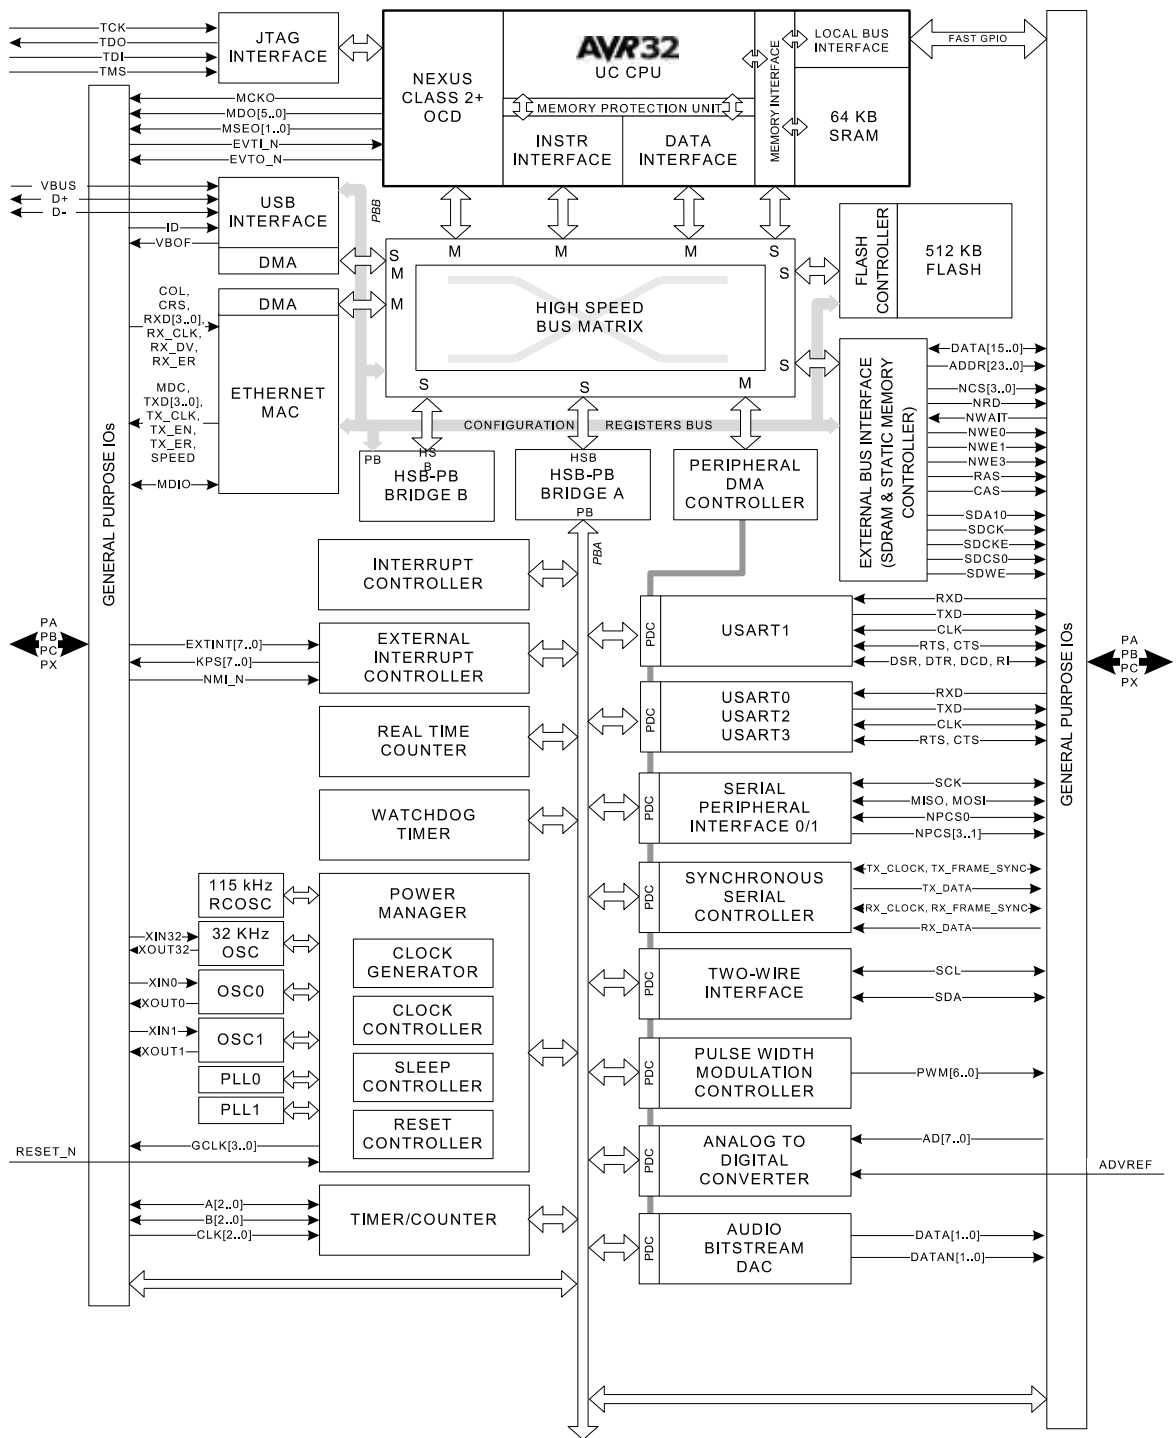 TCK
TDO
TDI
TMS
JTAG
INTERFACE
NEXUS
CLASS 2+
OCD
AVR32
UC CPU
MEMORY PROTECTION UNIT
INSTR
INTERFACE
DATA
INTERFACE
MEMORY INTERFACE
LOCAL BUS
INTERFACE
64 KB
SRAM
FAST GPIO
MCKO
MDO[5..0]
MSEO[1..0]
EVTI_N
EVTO_N
VBUS
D+
D-
ID
VBOF
USB
INTERFACE
DMA
PBB
S
M
M
M
M
M
S
S
S
S
S
M
HIGH SPEED
BUS MATRIX
FLASH
CONTROLLER
512 KB
FLASH
COL,
CRS,
RXD[3..0],
RX_CLK,
RX_DV,
RX_ER
MDC,
TXD[3..0],
TX_CLK,
TX_EN,
TX_ER,
SPEED
MDIO
DMA
ETHERNET
MAC
CONFIGURATION REGISTERS BUS
PB
HS
B
HSB-PB
BRIDGE B
HSB
HSB-PB
BRIDGE A
PB
PERIPHERAL
DMA
CONTROLLER
EXTERNAL BUS INTERFACE
(SDRAM & STATIC MEMORY
CONTROLLER)
DATA[15..0]
ADDR[23..0]
NCS[3..0]
NRD
NWAIT
NWE0
NWE1
NWE3
RAS
CAS
SDA10
SDCK
SDCKE
SDCS0
SDWE
GENERAL PURPOSE IOs
GENERAL PURPOSE IOs
PA
PB
PC
PX
PA
PB
PC
PX
PBA
INTERRUPT
CONTROLLER
EXTINT[7..0]
KPS[7..0]
NMI_N
EXTERNAL
INTERRUPT
CONTROLLER
REAL TIME
COUNTER
WATCHDOG
TIMER
115 kHz
RCOSC
XIN32
XOUT32
32 KHz
OSC
XIN0
XOUT0
OSC0
XIN1
XOUT1
OSC1
PLL0
PLL1
GCLK[3..0]
RESET_N
POWER
MANAGER
CLOCK
GENERATOR
CLOCK
CONTROLLER
SLEEP
CONTROLLER
RESET
CONTROLLER
A[2..0]
B[2..0]
CLK[2..0]
TIMER/COUNTER
PDC
USART1
RXD
TXD
CLK
RTS, CTS
DSR, DTR, DCD, RI
PDC
USART0
USART2
USART3
RXD
TXD
CLK
RTS, CTS
PDC
SERIAL
PERIPHERAL
INTERFACE 0/1
SCK
MISO, MOSI
NPCS0
NPCS[3..1]
PDC
SYNCHRONOUS
SERIAL
CONTROLLER
TX_CLOCK, TX_FRAME_SYNC
TX_DATA
RX_CLOCK, RX_FRAME_SYNC
RX_DATA
PDC
TWO-WIRE
INTERFACE
SCL
SDA
PDC
PULSE WIDTH
MODULATION
CONTROLLER
PWM[6..0]
PDC
ANALOG TO
DIGITAL
CONVERTER
AD[7..0]
ADVREF
PDC
AUDIO
BITSTREAM
DAC
DATA[1..0]
DATAN[1..0]